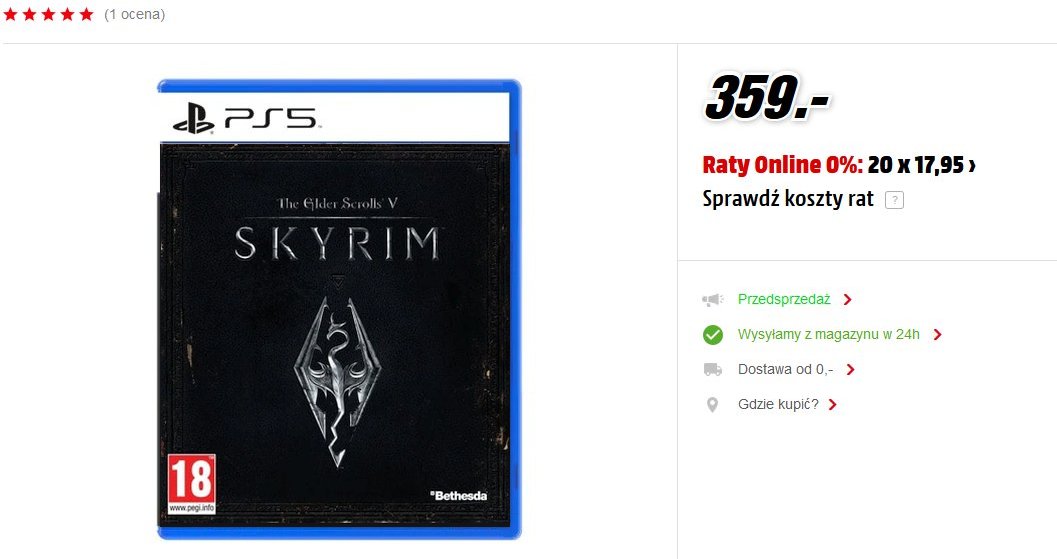 (1 ocena)
PS5
The Elder Scrolls V
SKYRIM
18
www.pegi.info
Bethesda
359.-
Raty Online 0%: 20 x 17,95 ›
Sprawdź koszty rat ?
Przedsprzedaż
Wysyłamy z magazynu w 24h
Dostawa od 0,-
Gdzie kupić?